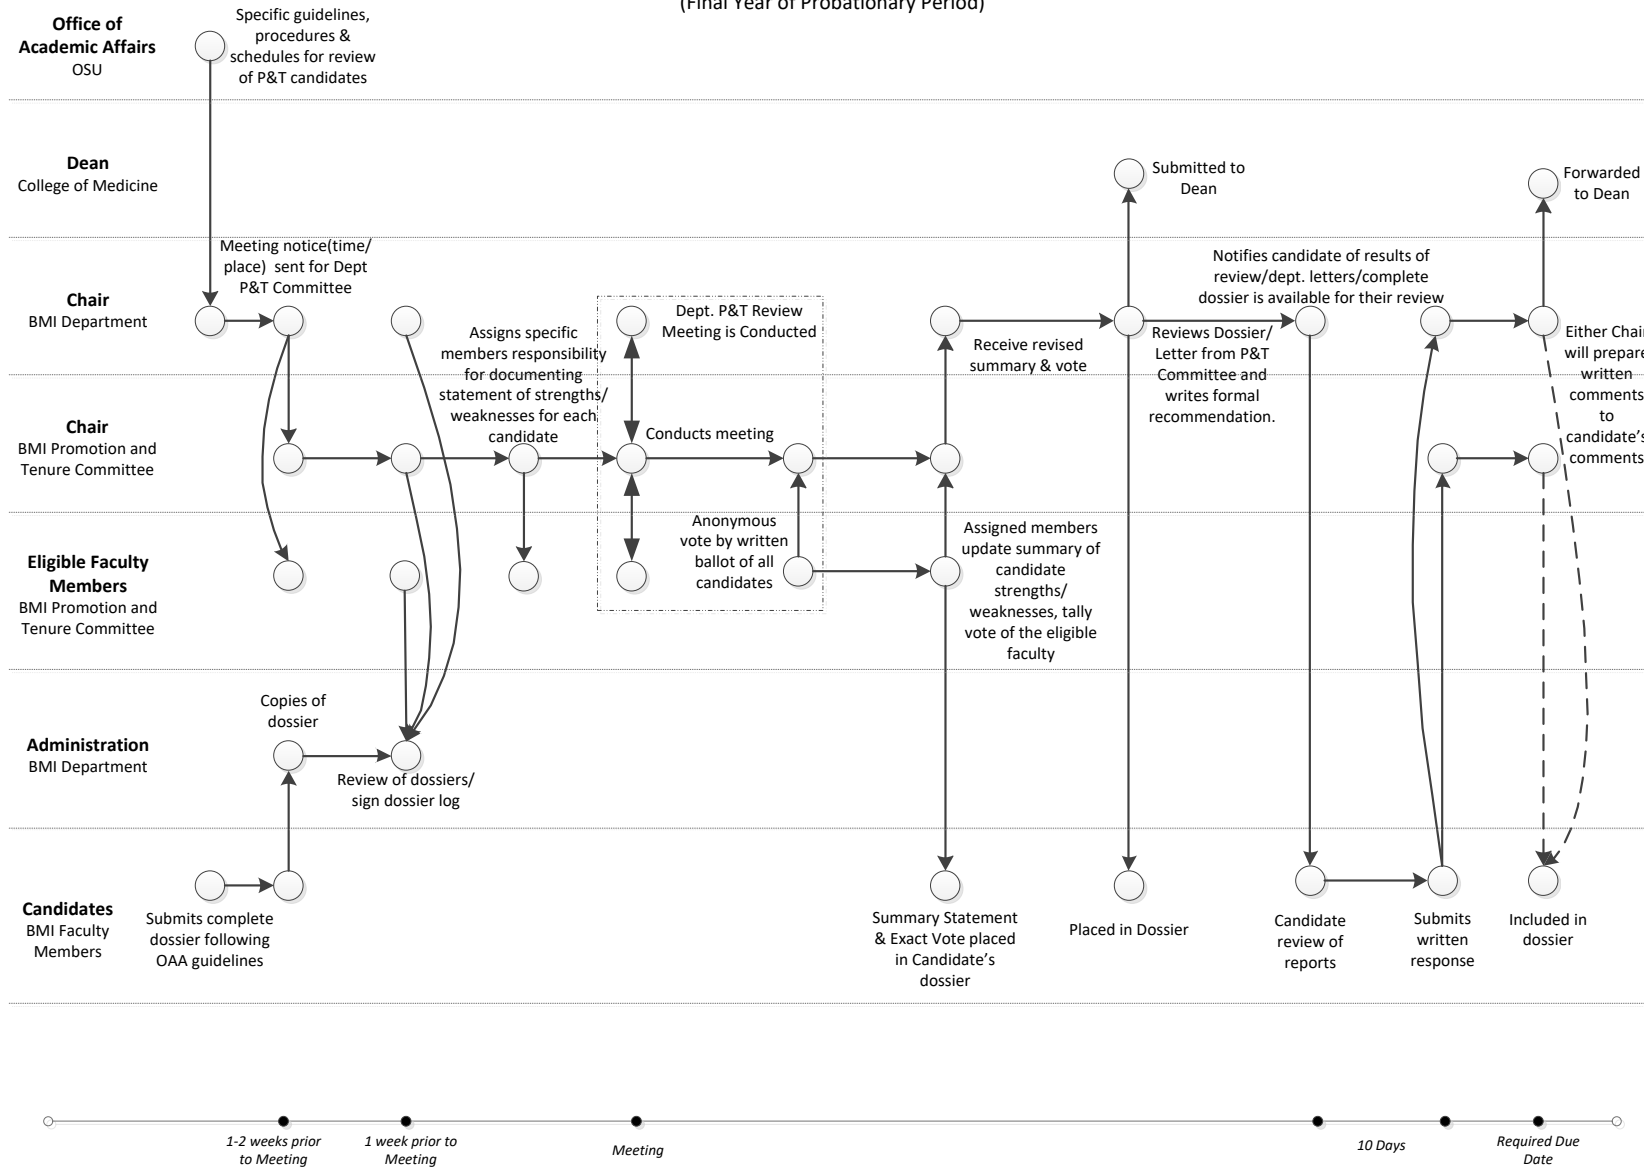 (Final Year of Probationary Period)
Office of
Academic Affairs
OSU
Specific guidelines,
procedures &
schedules for review
of P&T candidates
Dean
College of Medicine
Submitted to
Dean
Forwarded
to Dean
Chair
BMI Department
Meeting notice(time/
place) sent for Dept
P&T Committee
Assigns specific
members responsibility
for documenting
statement of strengths/
weaknesses for each
candidate
Dept. P&T Review
Meeting is Conducted
Receive revised
summary & vote
Notifies candidate of results of
review/dept. letters/complete
dossier is available for their review
Reviews Dossier/
Letter from P&T
Committee and
writes formal
recommendation.
Either Chair
will prepare
written
comments
to
candidate's
comments
Chair
BMI Promotion and
Tenure Committee
Conducts meeting
Eligible Faculty
Members
BMI Promotion and
Tenure Committee
Anonymous
vote by written
ballot of all
candidates
Assigned members
update summary of
candidate
strengths/
weaknesses, tally
vote of the eligible
faculty
Administration
BMI Department
Copies of
dossier
Review of dossiers/
sign dossier log
Candidates
BMI Faculty
Members
Submits complete
dossier following
OAA guidelines
Summary Statement
& Exact Vote placed
in Candidate's
dossier
Placed in Dossier
Candidate
review of
reports
Submits
written
response
Included in
dossier
1-2 weeks prior
to Meeting
1 week prior to
Meeting
Meeting
10 Days
Required Due
Date